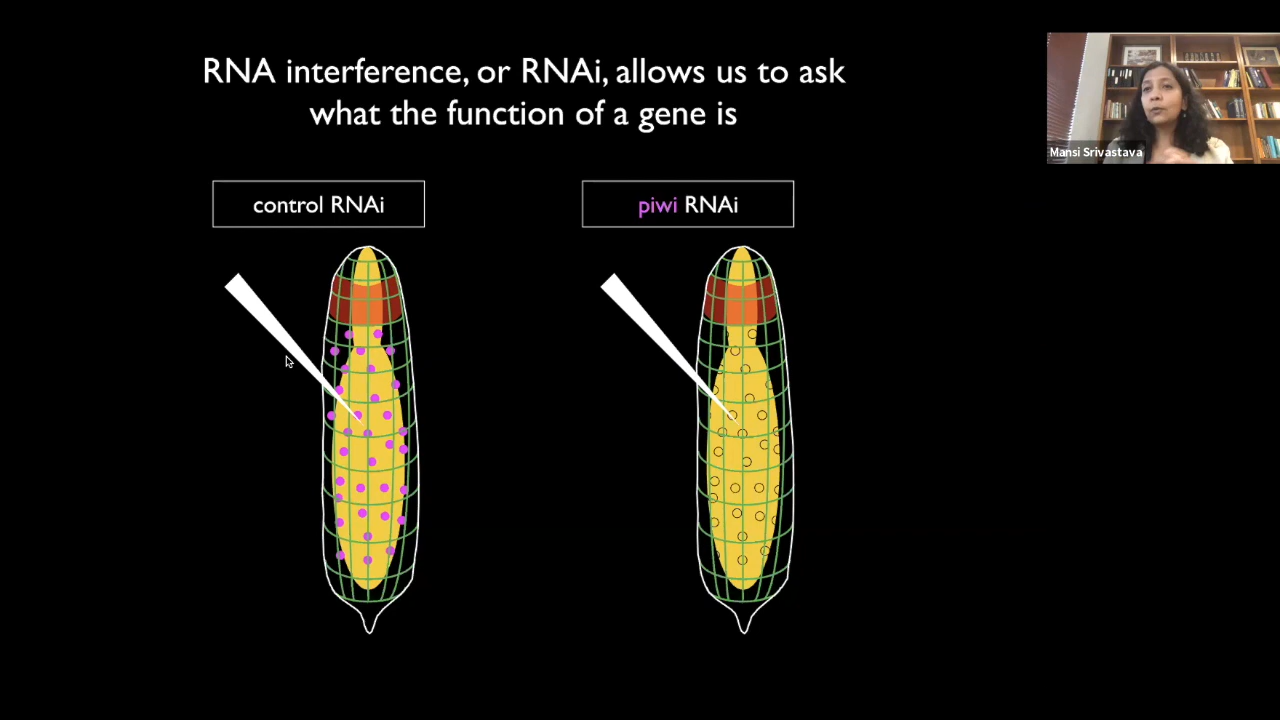 RNA interference, or RNAi, allows us to ask
what the function of a gene is
control RNAi
piwi RNAi
Mansi Srivastava